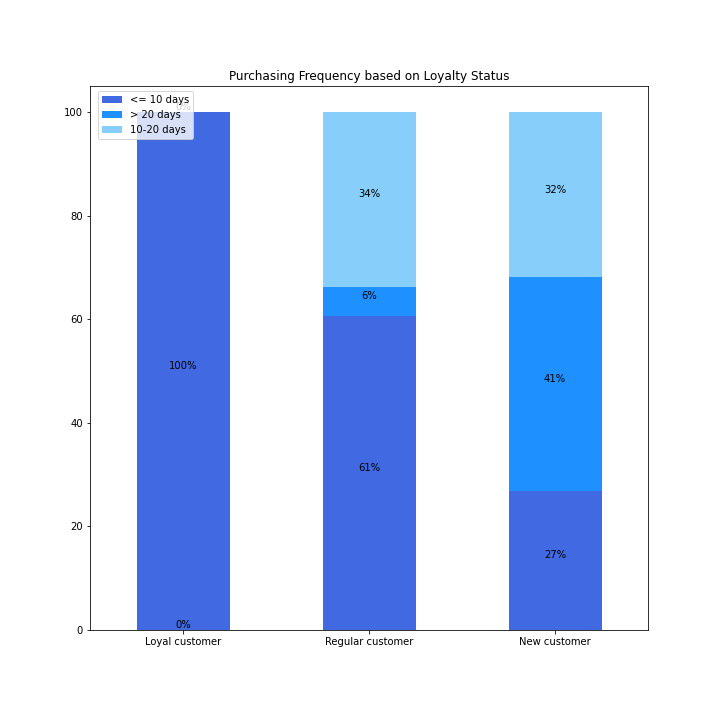 Purchasing Frequency based on Loyalty Status
<= 10 days
> 20 days
10-20 days
100
80
60
40
20
0
0%
100%
0%
34%
6%
61%
32%
41%
27%
Loyal customer
Regular customer
New customer